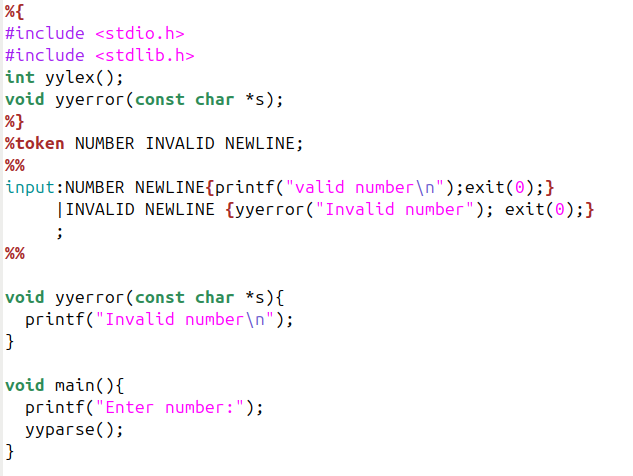 %{
#include <stdio.h>
#include <stdlib.h>
int yylex();
void yyerror(const char *s);
%}
%token NUMBER INVALID NEWLINE;
%%
input:NUMBER NEWLINE{printf("valid number\n");exit(0);}
     |INVALID NEWLINE {yyerror("Invalid number"); exit(0);}
     ;
%%

void yyerror(const char *s){
  printf("Invalid number\n");
}

void main(){
  printf("Enter number:");
  yyparse();
}